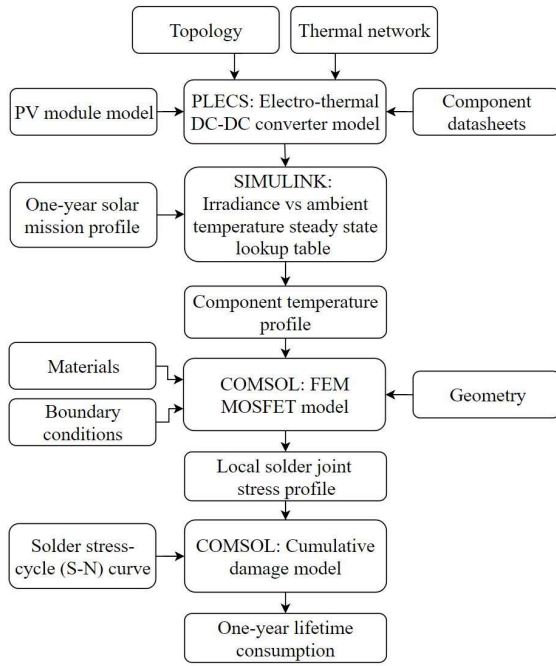 Topology
Thermal network
PV module model
PLECS: Electro-thermal
DC-DC converter model
Component
datasheets
One-year solar
mission profile
SIMULINK:
Irradiance vs ambient
temperature steady state
lookup table
Component temperature
profile
Materials
Boundary
conditions
COMSOL: FEM
MOSFET model
Geometry
Local solder joint
stress profile
Solder stress-
cycle (S-N) curve
COMSOL: Cumulative
damage model
One-year lifetime
consumption